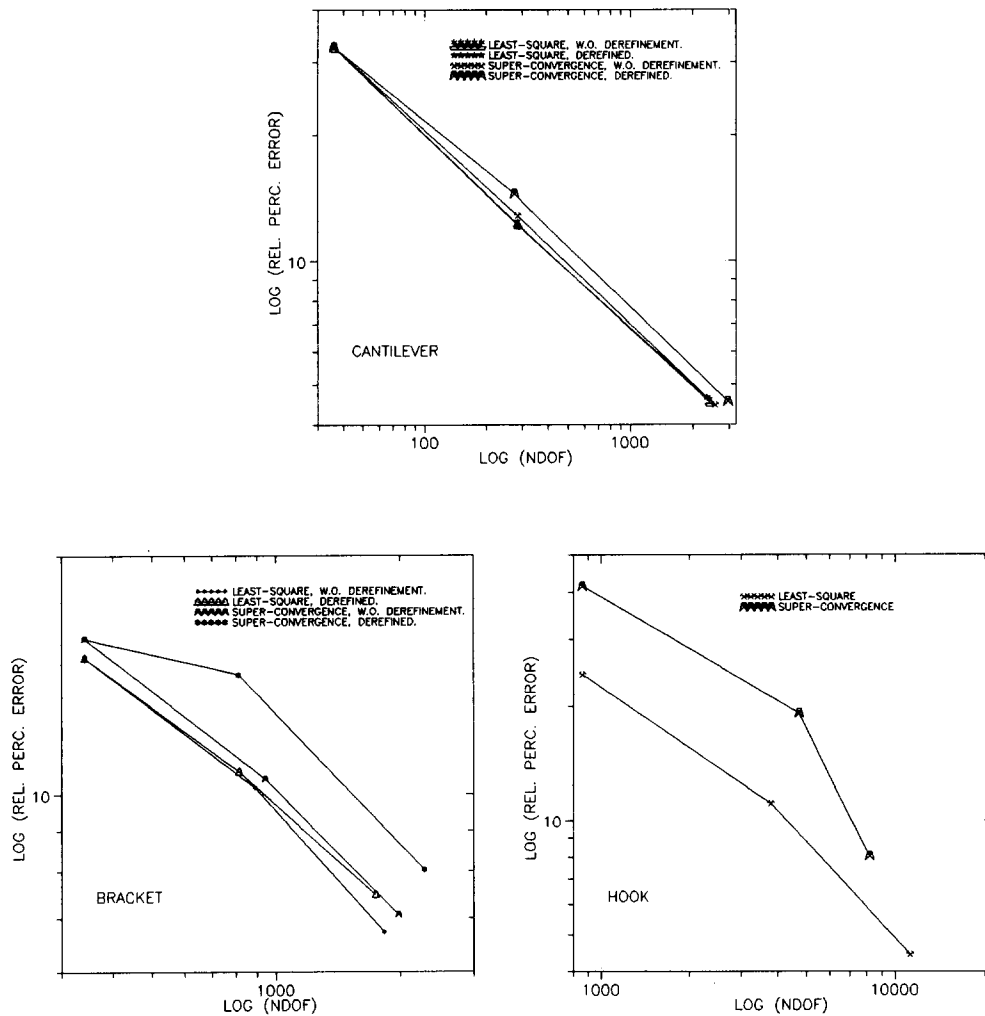 LEAST-SQUARE, W.O. DEREFINEMENT.
LEAST-SQUARE, DEREFINED.
SUPER-CONVERGENCE, W.O. DEREFINEMENT.
SUPER-CONVERGENCE, DEREFINED.
LOG (REL. PERC. ERROR)
10
CANTILEVER
100
1000
LOG (NDOF)
LEAST-SQUARE, W.O. DEREFINEMENT.
LEAST-SQUARE, DEREFINED.
SUPER-CONVERGENCE, W.O. DEREFINEMENT.
SUPER-CONVERGENCE, DEREFINED.
LOG (REL. PERC. ERROR)
10
BRACKET
1000
LOG (NDOF)
LEAST-SQUARE
SUPER-CONVERGENCE
LOG (REL. PERC. ERROR)
10
HOOK
1000
10000
LOG (NDOF)